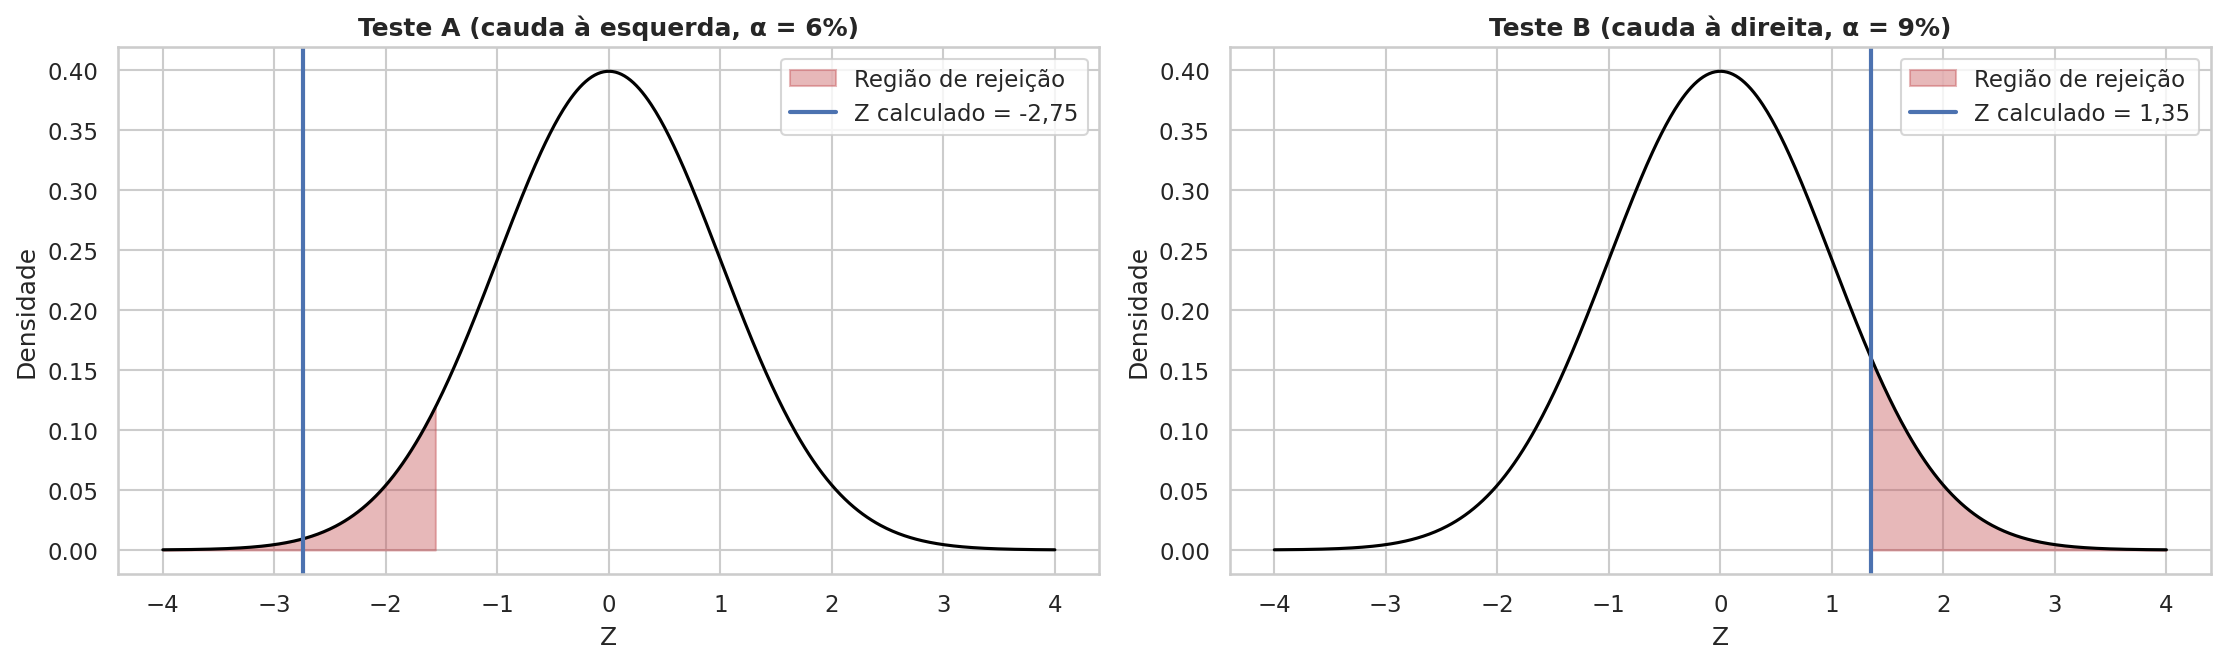 Teste A (cauda à esquerda, α = 6%)
Região de rejeição
Z calculado = -2,75
Densidade
0.40
0.35
0.30
0.25
0.20
0.15
0.10
0.05
0.00
−4 −3 −2 −1 0 1 2 3 4
Z
Teste B (cauda à direita, α = 9%)
Região de rejeição
Z calculado = 1,35
Densidade
0.40
0.35
0.30
0.25
0.20
0.15
0.10
0.05
0.00
−4 −3 −2 −1 0 1 2 3 4
Z